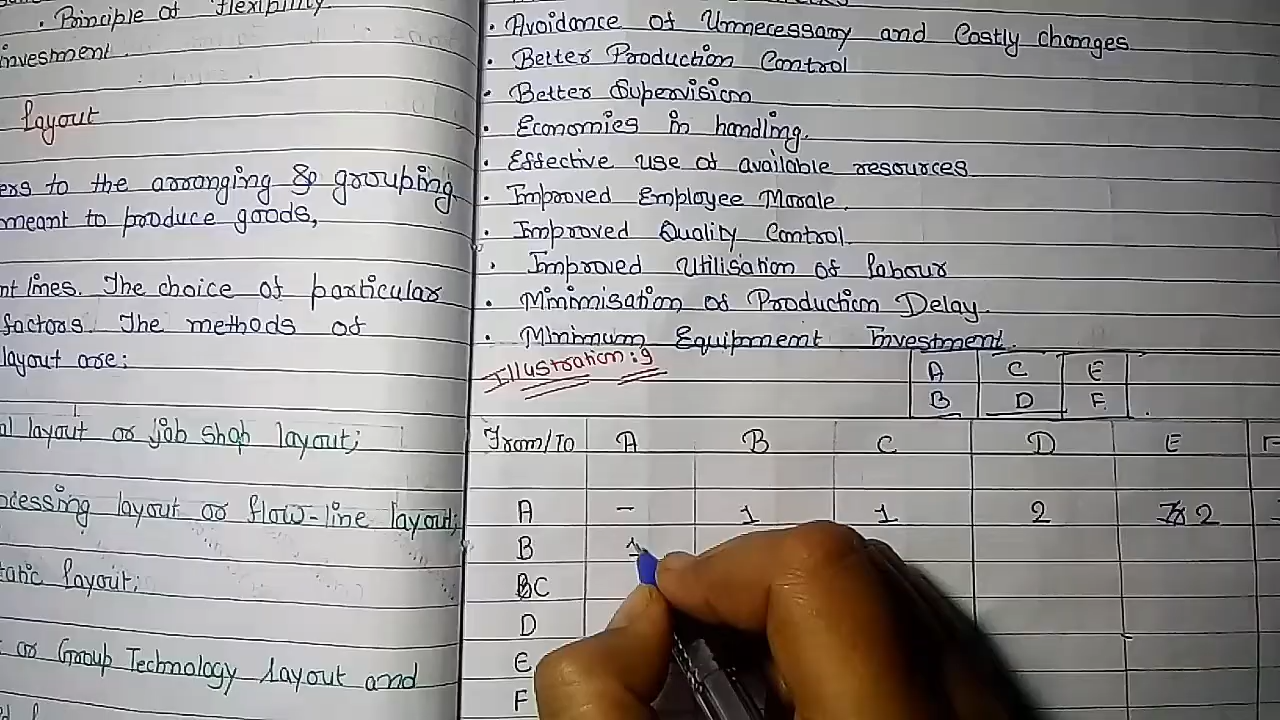 . Principle of flexibility
investment.
Layout
ers to the arranging & grouping
meant to produce goods,
nt lines. The choice of particular
factors. The methods of
layout are:
al layout or job shop layout;
ocessing layout or flow-line layout;
tatic layout;
or Group Technology layout and
. Avoidance of Unnecessary and Costly changes
. Better Production Control
. Better Supervision
. Economies in handling.
. Effective use of available resources
. Improved Employee Morale.
. Improved Quality Control.
. Improved Utilisation of labour
. Minimisation of Production Delay.
. Minimum Equipment Investment.
Illustration: 9
A C E
B D F
From/To A B C D E F
A - 1 1 2 2
B 1
C
D
E
F